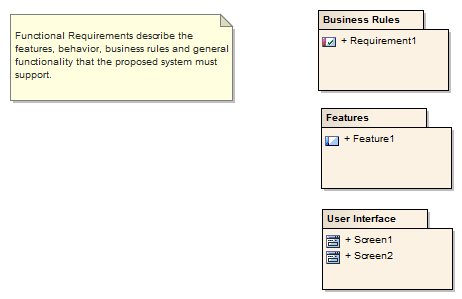 Functional Requirements describe the
features, behavior, business rules and general
functionality that the proposed system must
support.
Business Rules
+ Requirement1
Features
+ Feature1
User Interface
+ Screen1
+ Screen2